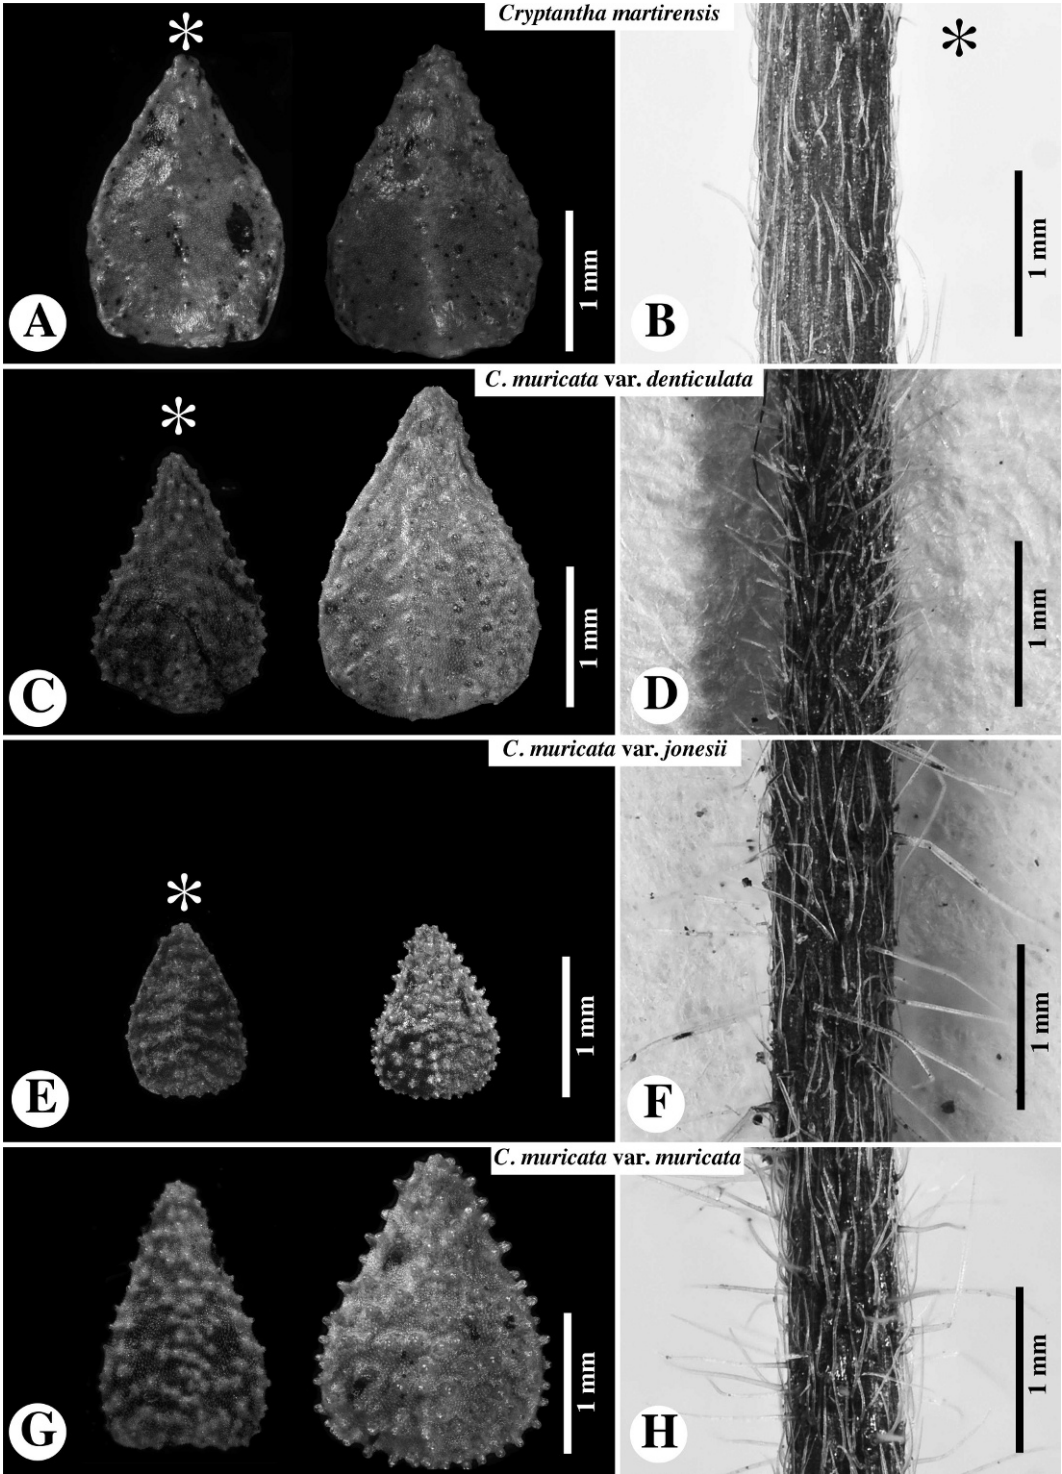 Cryptantha martirensis
*
*
1 mm
1 mm
A
B
C. muricata var. denticulata
*
1 mm
1 mm
C
D
C. muricata var. jonesii
*
1 mm
1 mm
E
F
C. muricata var. muricata
1 mm
1 mm
G
H